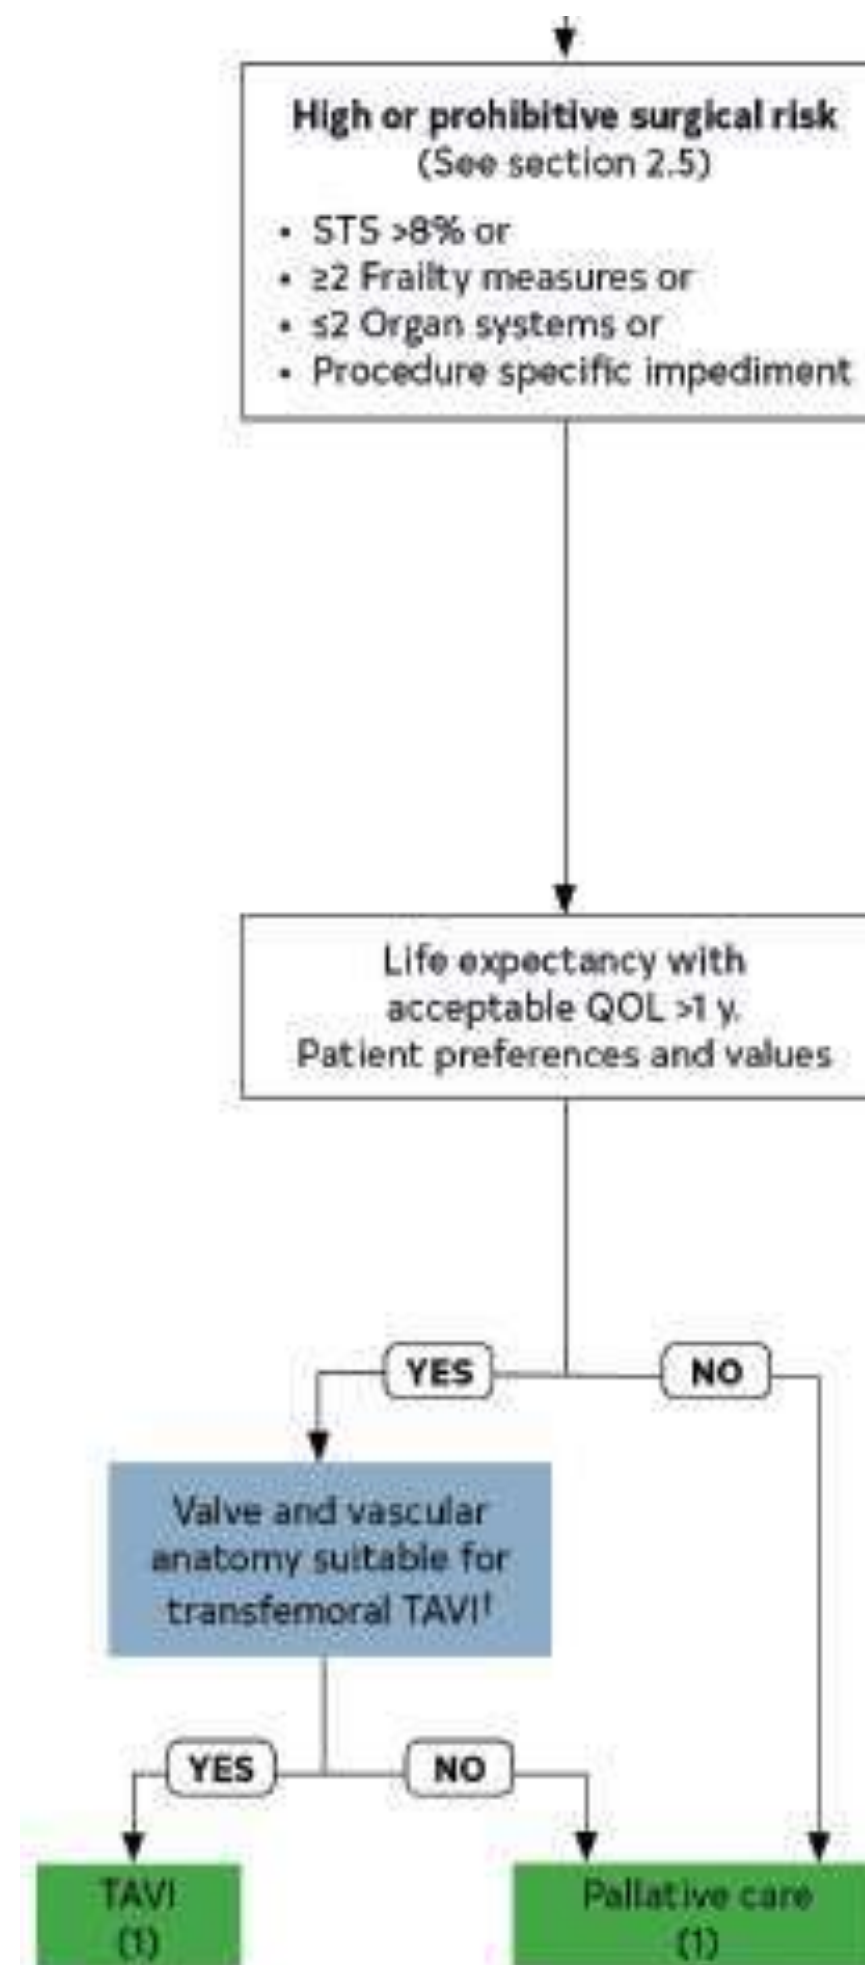 High or prohibitive surgical risk
(See section 2.5)
• STS >8% or
• ≥2 Frailty measures or
• ≤2 Organ systems or
• Procedure specific impediment
Life expectancy with
acceptable QOL >1 y.
Patient preferences and values
YES
NO
Valve and vascular
anatomy suitable for
transfemoral TAVI†
YES
NO
TAVI
(1)
Pallative care
(1)